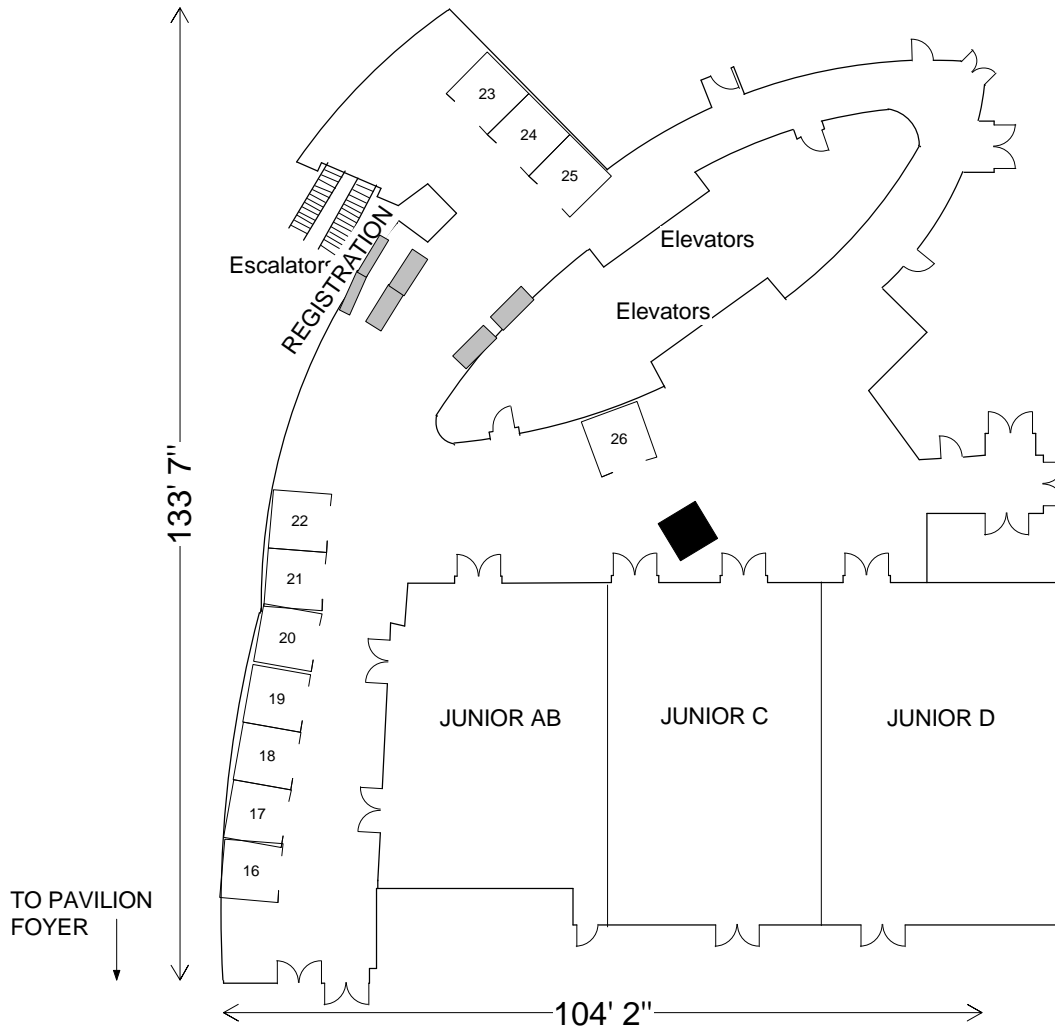 23
24
25
Elevators
Escalators
REGISTRATION
Elevators
26
133' 7"
22
21
20
19
JUNIOR AB
JUNIOR C
JUNIOR D
18
17
16
TO PAVILION
FOYER
104' 2"